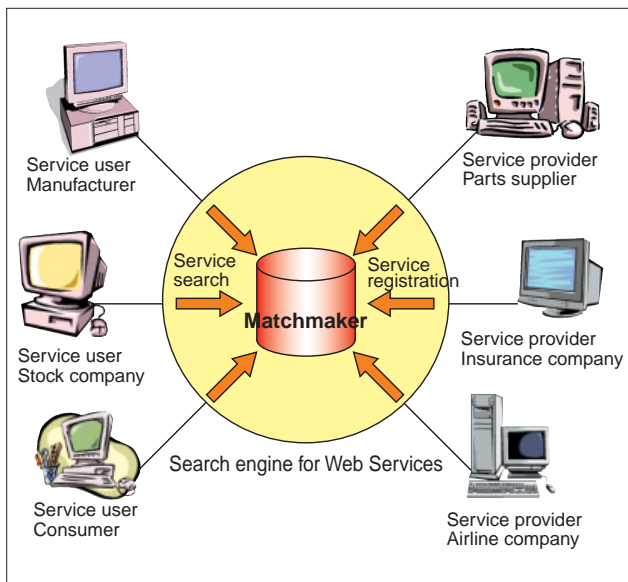 Service user
Manufacturer
Service provider
Parts supplier
Service
search
Service
registration
Matchmaker
Service user
Stock company
Service provider
Insurance company
Search engine for Web Services
Service user
Consumer
Service provider
Airline company